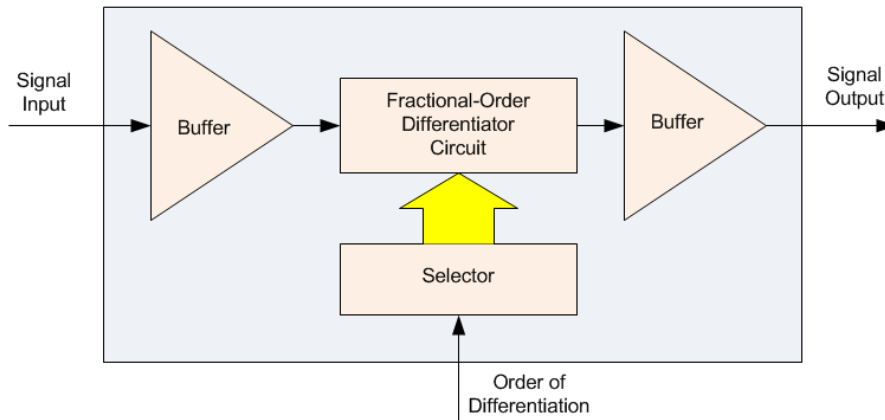 Signal
Input
Buffer
Fractional-Order
Differentiator
Circuit
Buffer
Signal
Output
Selector
Order of
Differentiation